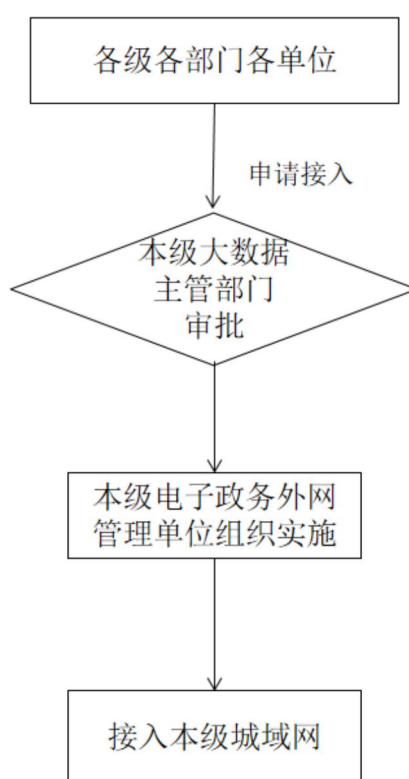 各级各部门各单位
申请接入
本级大数据
主管部门
审批
本级电子政务外网
管理单位组织实施
接入本级城域网